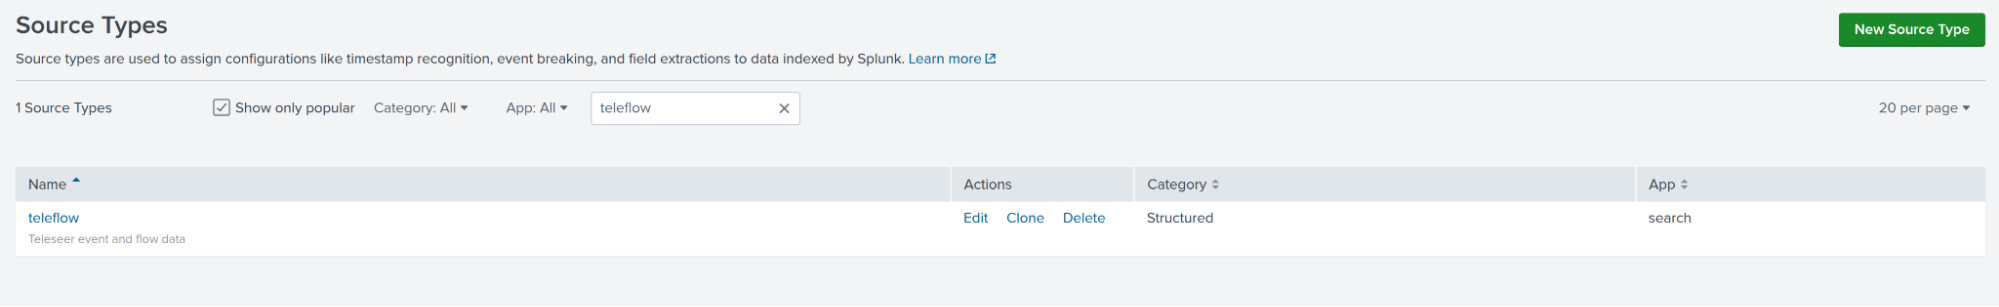 Source Types
New Source Type
Source types are used to assign configurations like timestamp recognition, event breaking, and field extractions to data indexed by Splunk. Learn more
1 Source Types Show only popular Category: All App: All teleflow 20 per page
Name Actions Category App
teleflow Edit Clone Delete Structured search
Teleseer event and flow data